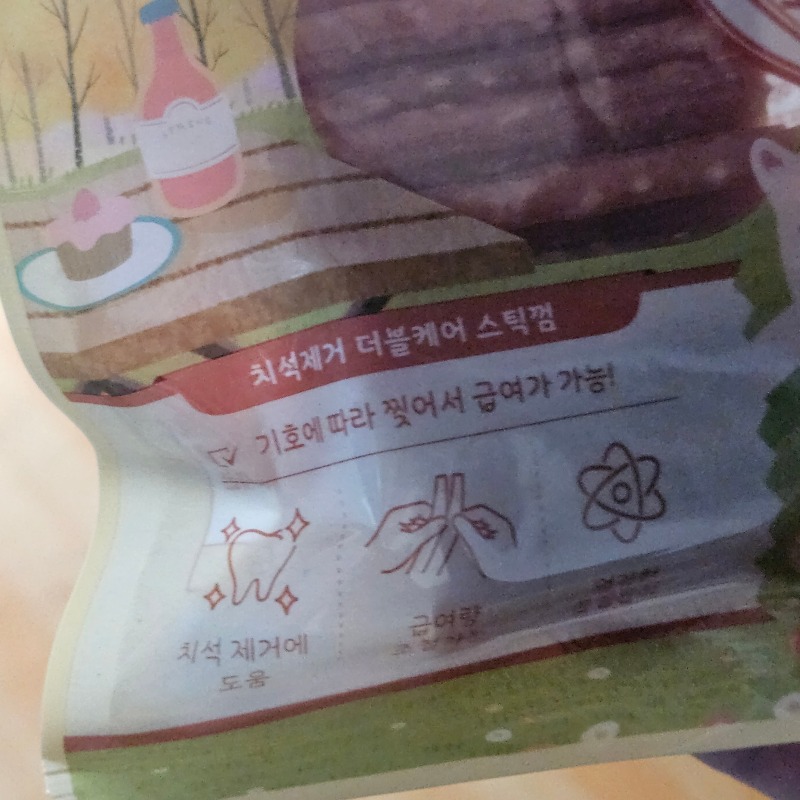 치석제거 더블케어 스틱껌
기호에 따라 찢어서 급여가 가능!
치석 제거에
도움
급여량